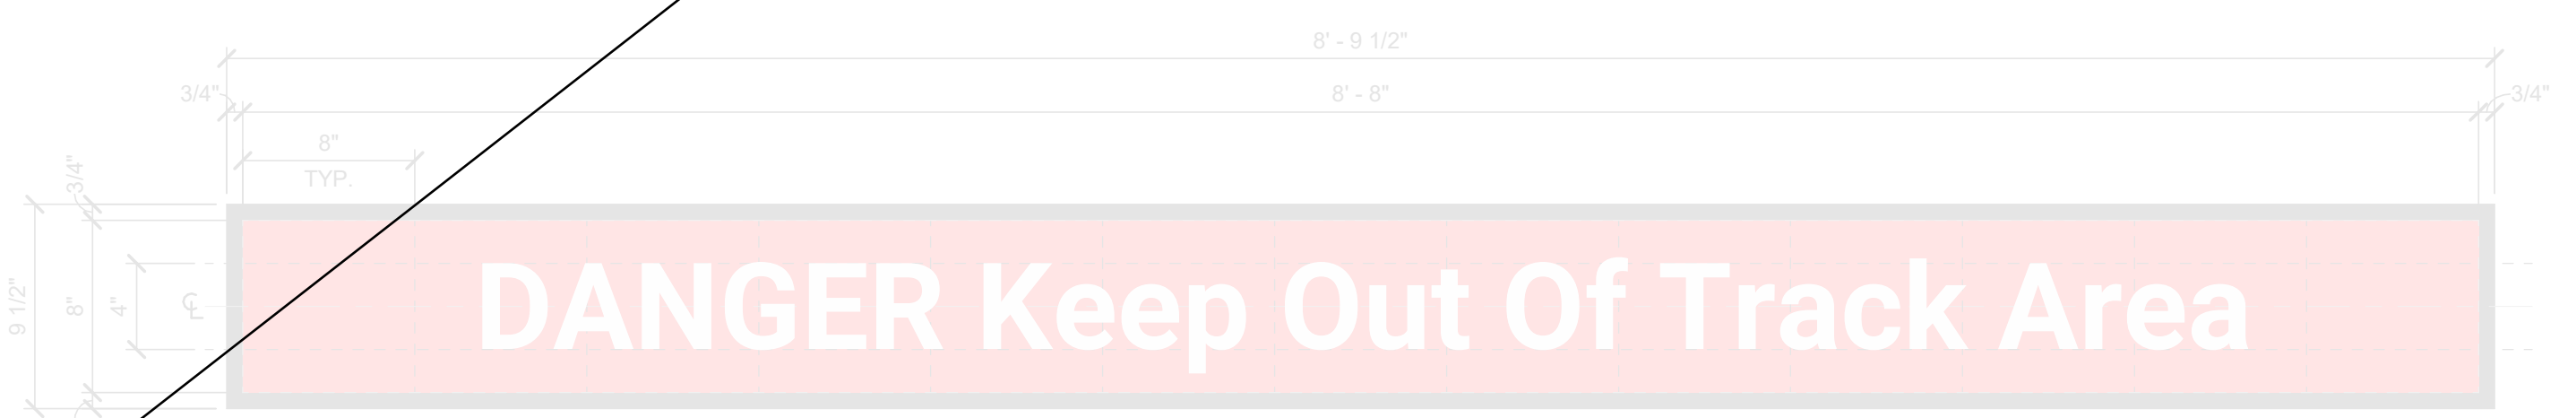 8' - 9 1/2"
3/4"
8' - 8"
3/4"
8"
TYP.
3/4"
9 1/2"
8"
4"
℄
DANGER Keep Out Of Track Area